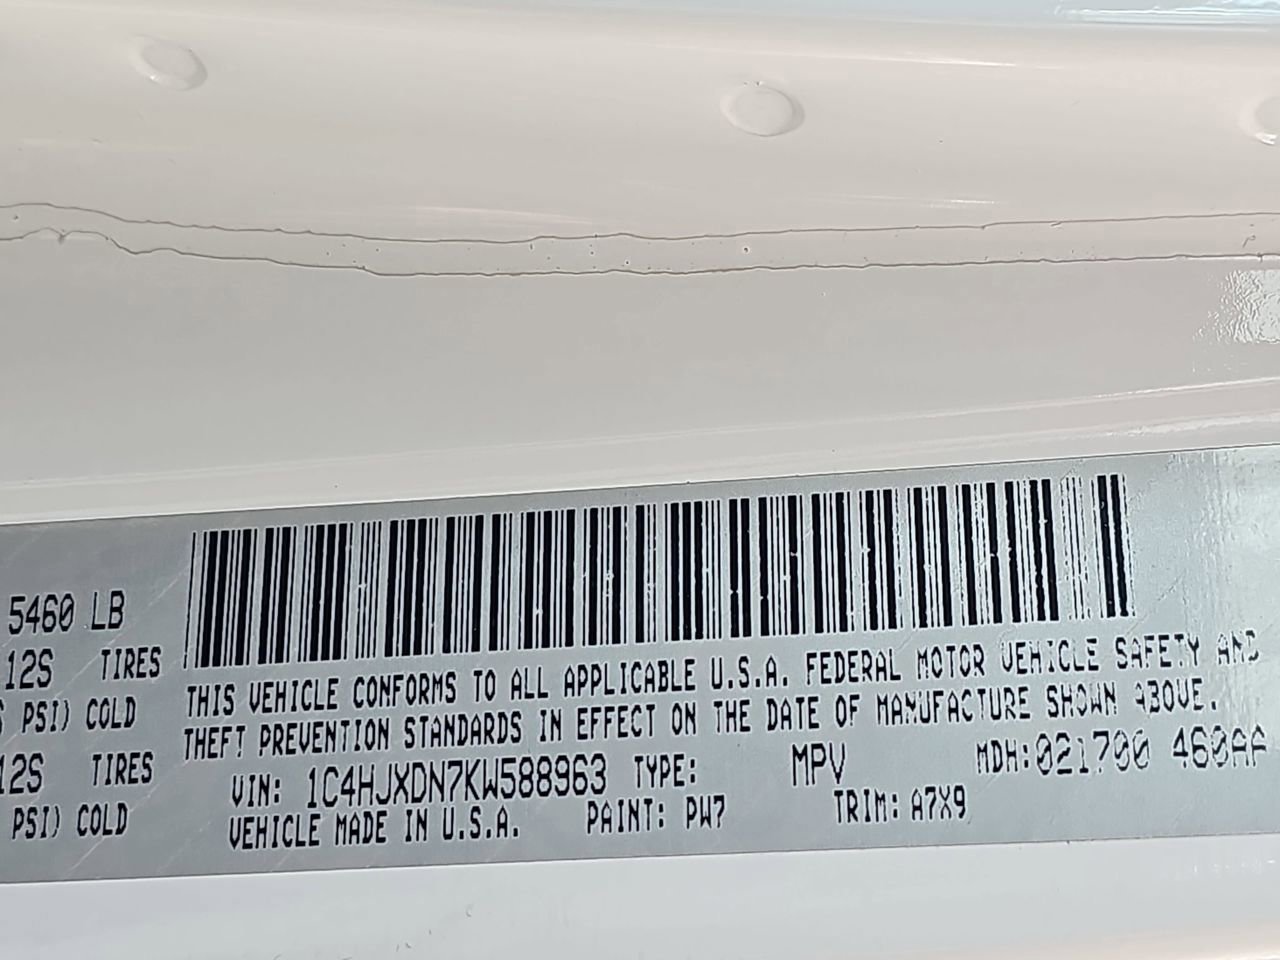 5460 LB
12S TIRES
PSI) COLD
12S TIRES
PSI) COLD
THIS VEHICLE CONFORMS TO ALL APPLICABLE U.S.A. FEDERAL MOTOR VEHICLE SAFETY AND
THEFT PREVENTION STANDARDS IN EFFECT ON THE DATE OF MANUFACTURE SHOWN ABOVE.
VIN: 1C4HJXDN7KW588963 TYPE: MPV MDH:021700 460AA
VEHICLE MADE IN U.S.A. PAINT: PW7 TRIM: A7X9